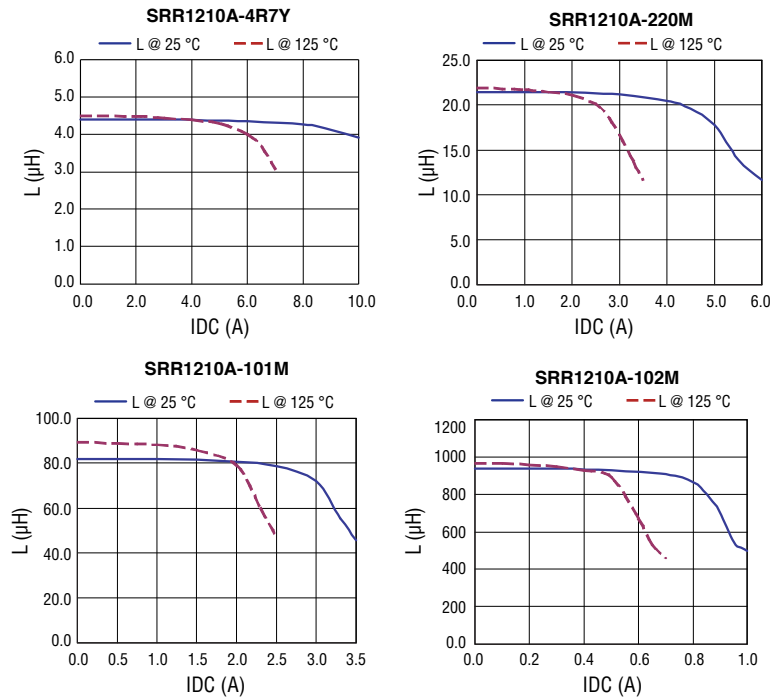 SRR1210A-4R7Y
L @ 25 °C L @ 125 °C
6.0
5.0
4.0
3.0
2.0
1.0
0.0
L (μH)
0.0 2.0 4.0 6.0 8.0 10.0
IDC (A)
SRR1210A-220M
L @ 25 °C L @ 125 °C
25.0
20.0
15.0
10.0
5.0
0.0
L (μH)
0.0 1.0 2.0 3.0 4.0 5.0 6.0
IDC (A)
SRR1210A-101M
L @ 25 °C L @ 125 °C
100.0
80.0
60.0
40.0
20.0
0.0
L (μH)
0.0 0.5 1.0 1.5 2.0 2.5 3.0 3.5
IDC (A)
SRR1210A-102M
L @ 25 °C L @ 125 °C
1200
1000
800
600
400
200
0.0
L (μH)
0.0 0.2 0.4 0.6 0.8 1.0
IDC (A)